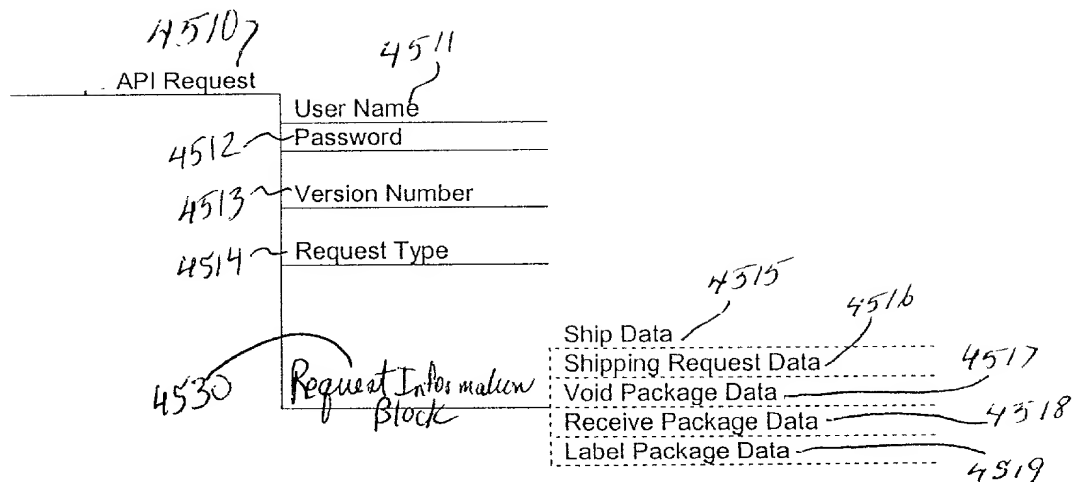 4510
4511
API Request
User Name
4512 Password
4513 Version Number
4514 Request Type
4515
4516
Ship Data
Shipping Request Data
4517
Void Package Data
4530 Request Information
Block
Receive Package Data 4518
Label Package Data
4519